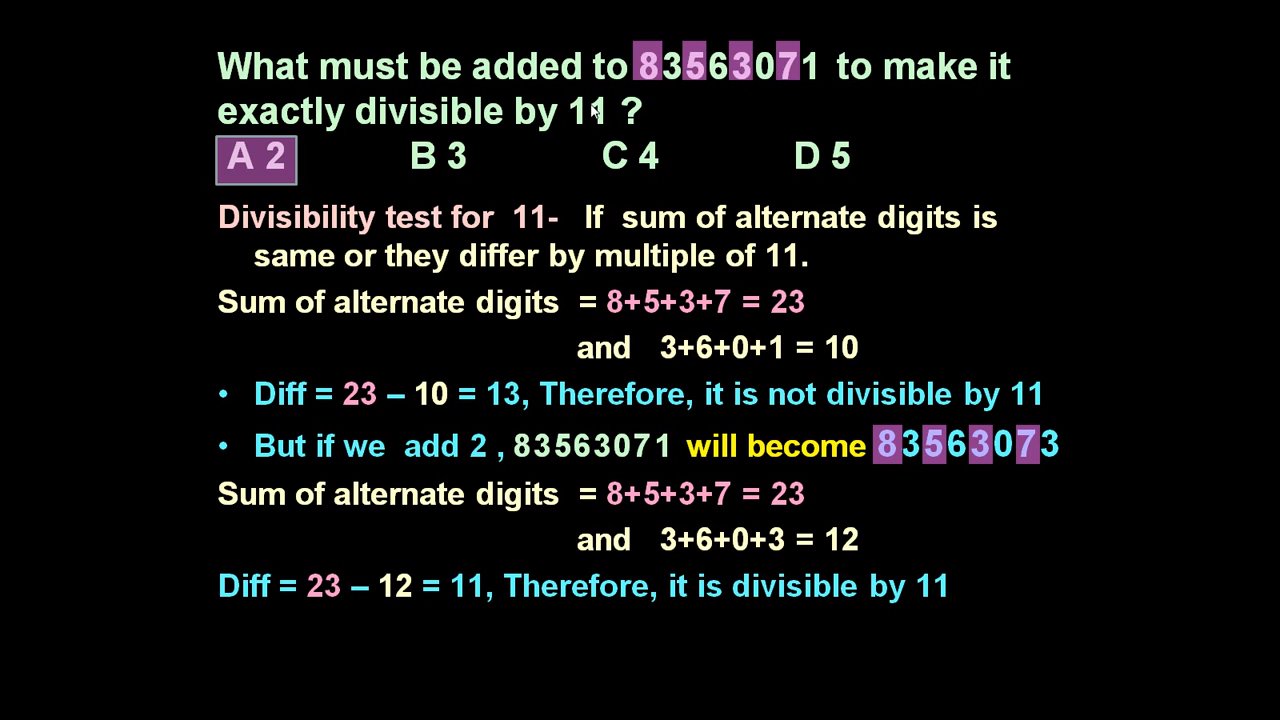 What must be added to 83563071 to make it
exactly divisible by 11 ?
A 2 B 3 C 4 D 5
Divisibility test for 11- If sum of alternate digits is
same or they differ by multiple of 11.
Sum of alternate digits = 8+5+3+7 = 23
and 3+6+0+1 = 10
• Diff = 23 – 10 = 13, Therefore, it is not divisible by 11
• But if we add 2 , 83563071 will become 83563073
Sum of alternate digits = 8+5+3+7 = 23
and 3+6+0+3 = 12
Diff = 23 – 12 = 11, Therefore, it is divisible by 11